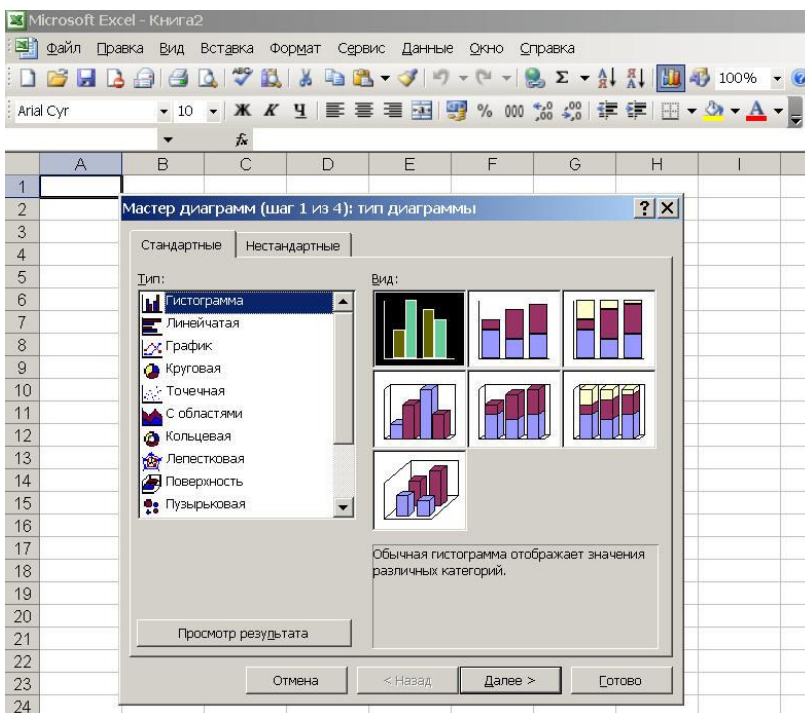 Microsoft Excel - Книга2
Файл Правка Вид Вставка Формат Сервис Данные Окно Справка
Σ 100%
Arial Cyr 10 Ж К Ч % 000
fx
A B C D E F G H I
1
2
Мастер диаграмм (шаг 1 из 4): тип диаграммы
3
4
Стандартные Нестандартные
5
Тип: Вид:
6
Гистограмма
7
Линейчатая
8
График
9
Круговая
10
Точечная
11
С областями
12
Кольцевая
13
Лепестковая
14
Поверхность
15
Пузырьковая
16
17
Обычная гистограмма отображает значения
18
различных категорий.
19
20
21
Просмотр результата
22
23
Отмена < Назад Далее > Готово
24